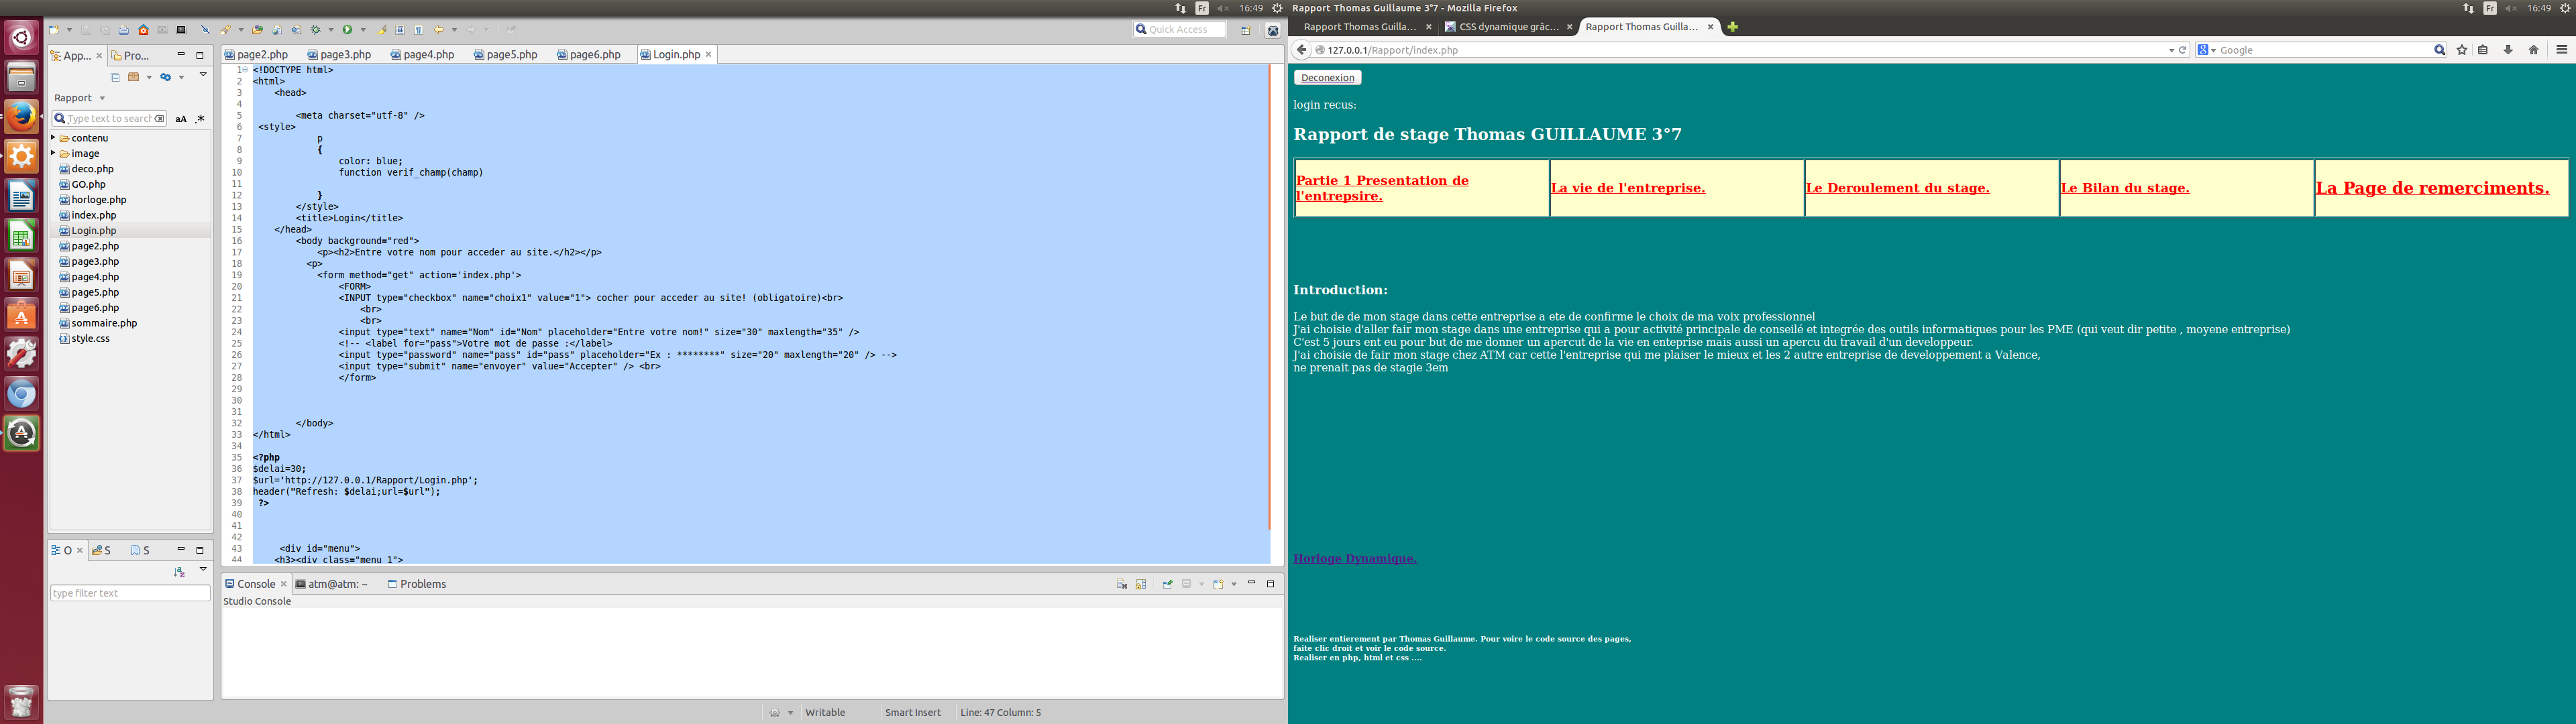 Fr
16:49
Quick Access
App...
Pro...
Rapport
Type text to search
aA
.*
contenu
image
deco.php
GO.php
horloge.php
index.php
Login.php
page2.php
page3.php
page4.php
page5.php
page6.php
sommaire.php
style.css
O
S
S
type filter text
page2.php
page3.php
page4.php
page5.php
page6.php
Login.php
1 <!DOCTYPE html>
2 <html>
3 <head>
4
5 <meta charset="utf-8" />
6 <style>
7 p
8 {
9 color: blue;
10 function verif_champ(champ)
11
12 }
13 </style>
14 <title>Login</title>
15 </head>
16 <body background="red">
17 <p><h2>Entre votre nom pour acceder au site.</h2></p>
18 <p>
19 <form method="get" action='index.php'>
20 <FORM>
21 <INPUT type="checkbox" name="choix1" value="1"> cocher pour acceder au site! (obligatoire)<br>
22 <br>
23 <br>
24 <input type="text" name="Nom" id="Nom" placeholder="Entre votre nom!" size="30" maxlength="35" />
25 <!-- <label for="pass">Votre mot de passe :</label>
26 <input type="password" name="pass" id="pass" placeholder="Ex : ********" size="20" maxlength="20" /> -->
27 <input type="submit" name="envoyer" value="Accepter" /> <br>
28 </form>
29
30
31
32 </body>
33 </html>
34
35 <?php
36 $delai=30;
37 $url='http://127.0.0.1/Rapport/Login.php';
38 header("Refresh: $delai;url=$url");
39 ?>
40
41
42
43 <div id="menu">
44 <h3><div class="menu_1">
Console
atm@atm: ~
Problems
Studio Console
Writable
Smart Insert
Line: 47 Column: 5
Rapport Thomas Guillaume 3°7 - Mozilla Firefox
Fr
16:49
Rapport Thomas Guilla...
CSS dynamique grâc...
Rapport Thomas Guilla...
127.0.0.1/Rapport/index.php
Google
Deconexion
login recus:
Rapport de stage Thomas GUILLAUME 3°7
Partie 1 Presentation de
l'entrepsire.
La vie de l'entreprise.
Le Deroulement du stage.
Le Bilan du stage.
La Page de remerciments.
Introduction:
Le but de de mon stage dans cette entreprise a ete de confirme le choix de ma voix professionnel
J'ai choisie d'aller fair mon stage dans une entreprise qui a pour activité principale de conseilé et integrée des outils informatiques pour les PME (qui veut dir petite , moyene entreprise)
C'est 5 jours ent eu pour but de me donner un apercut de la vie en enteprise mais aussi un apercu du travail d'un developpeur.
J'ai choisie de fair mon stage chez ATM car cette l'entreprise qui me plaiser le mieux et les 2 autre entreprise de developpement a Valence,
ne prenait pas de stagie 3em
Horloge Dynamique.
Realiser entierement par Thomas Guillaume. Pour voire le code source des pages,
faite clic droit et voir le code source.
Realiser en php, html et css ....